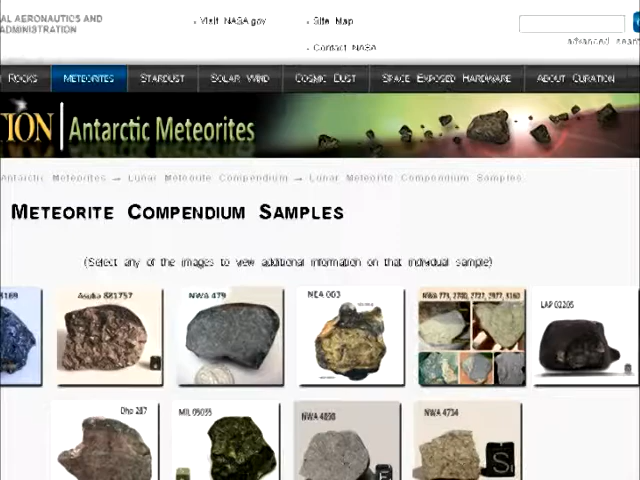 AL AERONAUTICS AND
ADMINISTRATION
Visit NASA.gov
Site Map
Contact NASA
advanced sear
Rocks Meteorites Stardust Solar Wind Cosmic Dust Space Exposed Hardware About Curation
ION Antarctic Meteorites
Antarctic Meteorites → Lunar Meteorite Compendium → Lunar Meteorite Compendium Samples
Meteorite Compendium Samples
(Select any of the images to view additional information on that individual sample)
8169 Asuka 881757 NWA 479 NEA 003 NWA 773, 2700, 2727, 2977, 3160 LAP 02205
Dho 287 MIL 05035 NWA 4898 NWA 4734